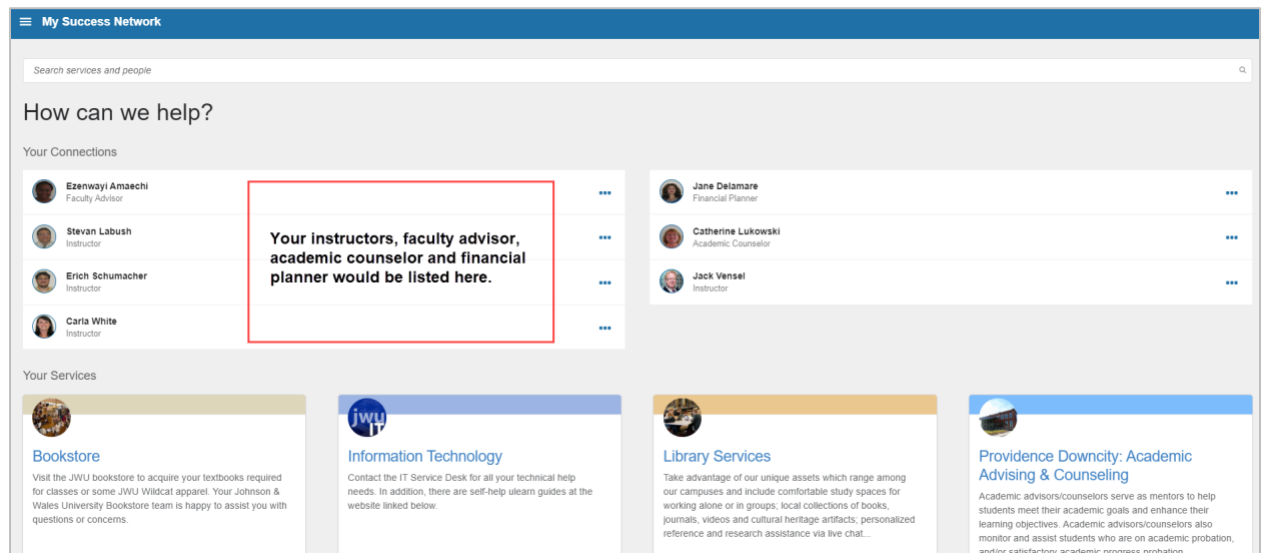 My Success Network
Search services and people
How can we help?
Your Connections
Ezenwayi Amaechi
Faculty Advisor
Stevan Labush
Instructor
Erich Schumacher
Instructor
Carla White
Instructor
Your instructors, faculty advisor,
academic counselor and financial
planner would be listed here.
Jane Delamare
Financial Planner
Catherine Lukowski
Academic Counselor
Jack Vensel
Instructor
Your Services
Bookstore
Visit the JWU bookstore to acquire your textbooks required
for classes or some JWU Wildcat apparel. Your Johnson &
Wales University Bookstore team is happy to assist you with
questions or concerns.
jwu
IT
Information Technology
Contact the IT Service Desk for all your technical help
needs. In addition, there are self-help ulearn guides at the
website linked below.
Library Services
Take advantage of our unique assets which range among
our campuses and include comfortable study spaces for
working alone or in groups; local collections of books,
journals, videos and cultural heritage artifacts; personalized
reference and research assistance via live chat...
Providence Downcity: Academic
Advising & Counseling
Academic advisors/counselors serve as mentors to help
students meet their academic goals and enhance their
learning objectives. Academic advisors/counselors also
monitor and assist students who are on academic probation,
and/or satisfactory academic progress probation